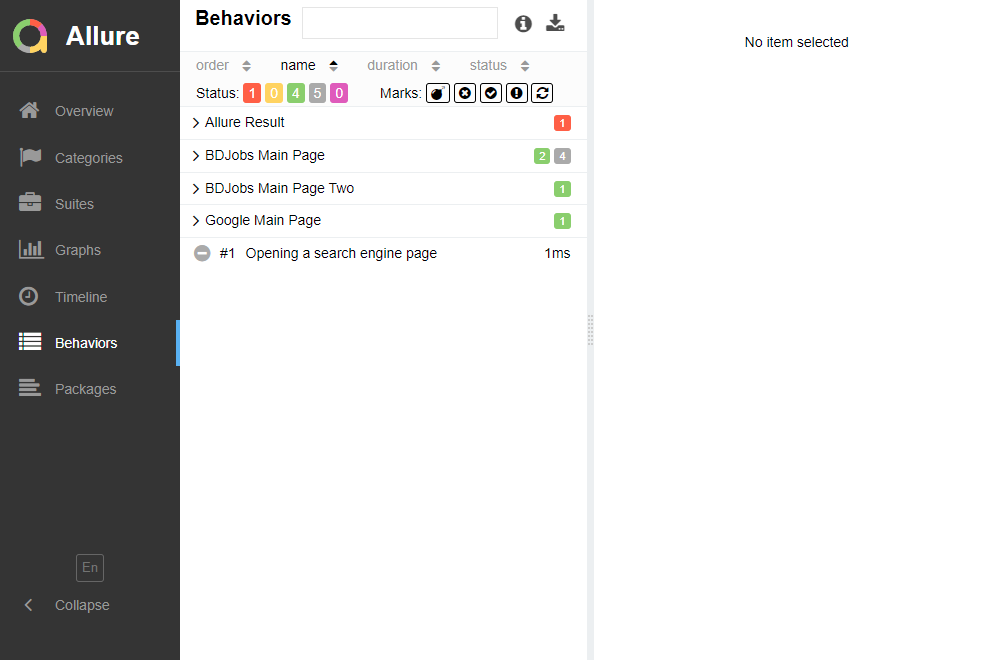 Allure
Overview
Categories
Suites
Graphs
Timeline
Behaviors
Packages
En
Collapse
Behaviors
order name duration status
Status: 1 0 4 5 0 Marks:
Allure Result 1
BDJobs Main Page 2 4
BDJobs Main Page Two 1
Google Main Page 1
#1 Opening a search engine page 1ms
No item selected